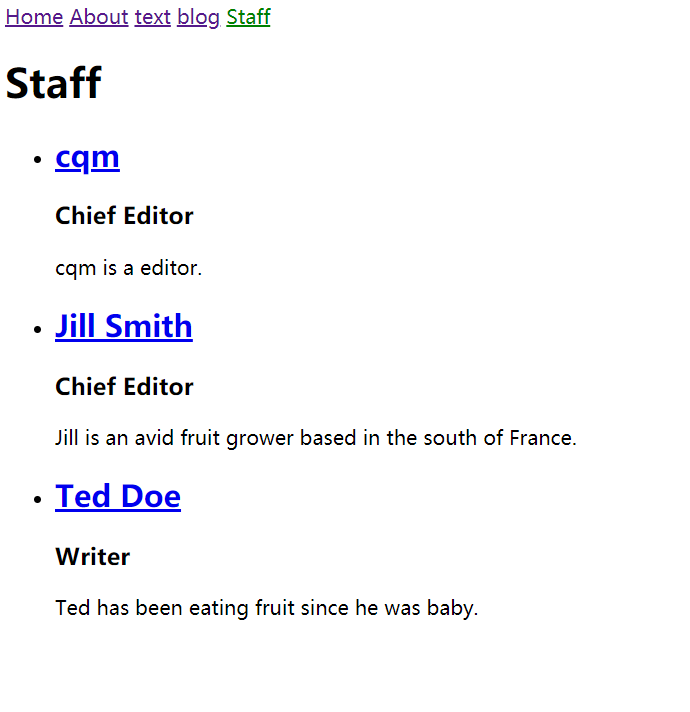 Home About text blog Staff
Staff
cqm
Chief Editor
cqm is a editor.
Jill Smith
Chief Editor
Jill is an avid fruit grower based in the south of France.
Ted Doe
Writer
Ted has been eating fruit since he was baby.